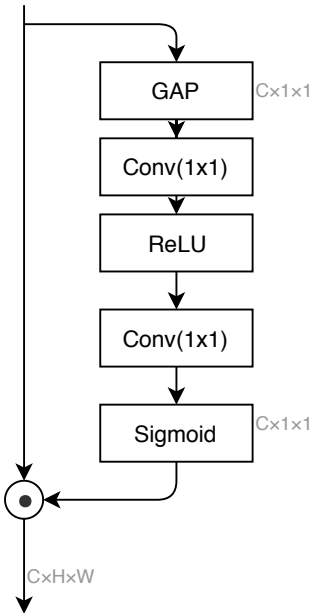 GAP
C×1×1
Conv(1x1)
ReLU
Conv(1x1)
Sigmoid
C×1×1
C×H×W